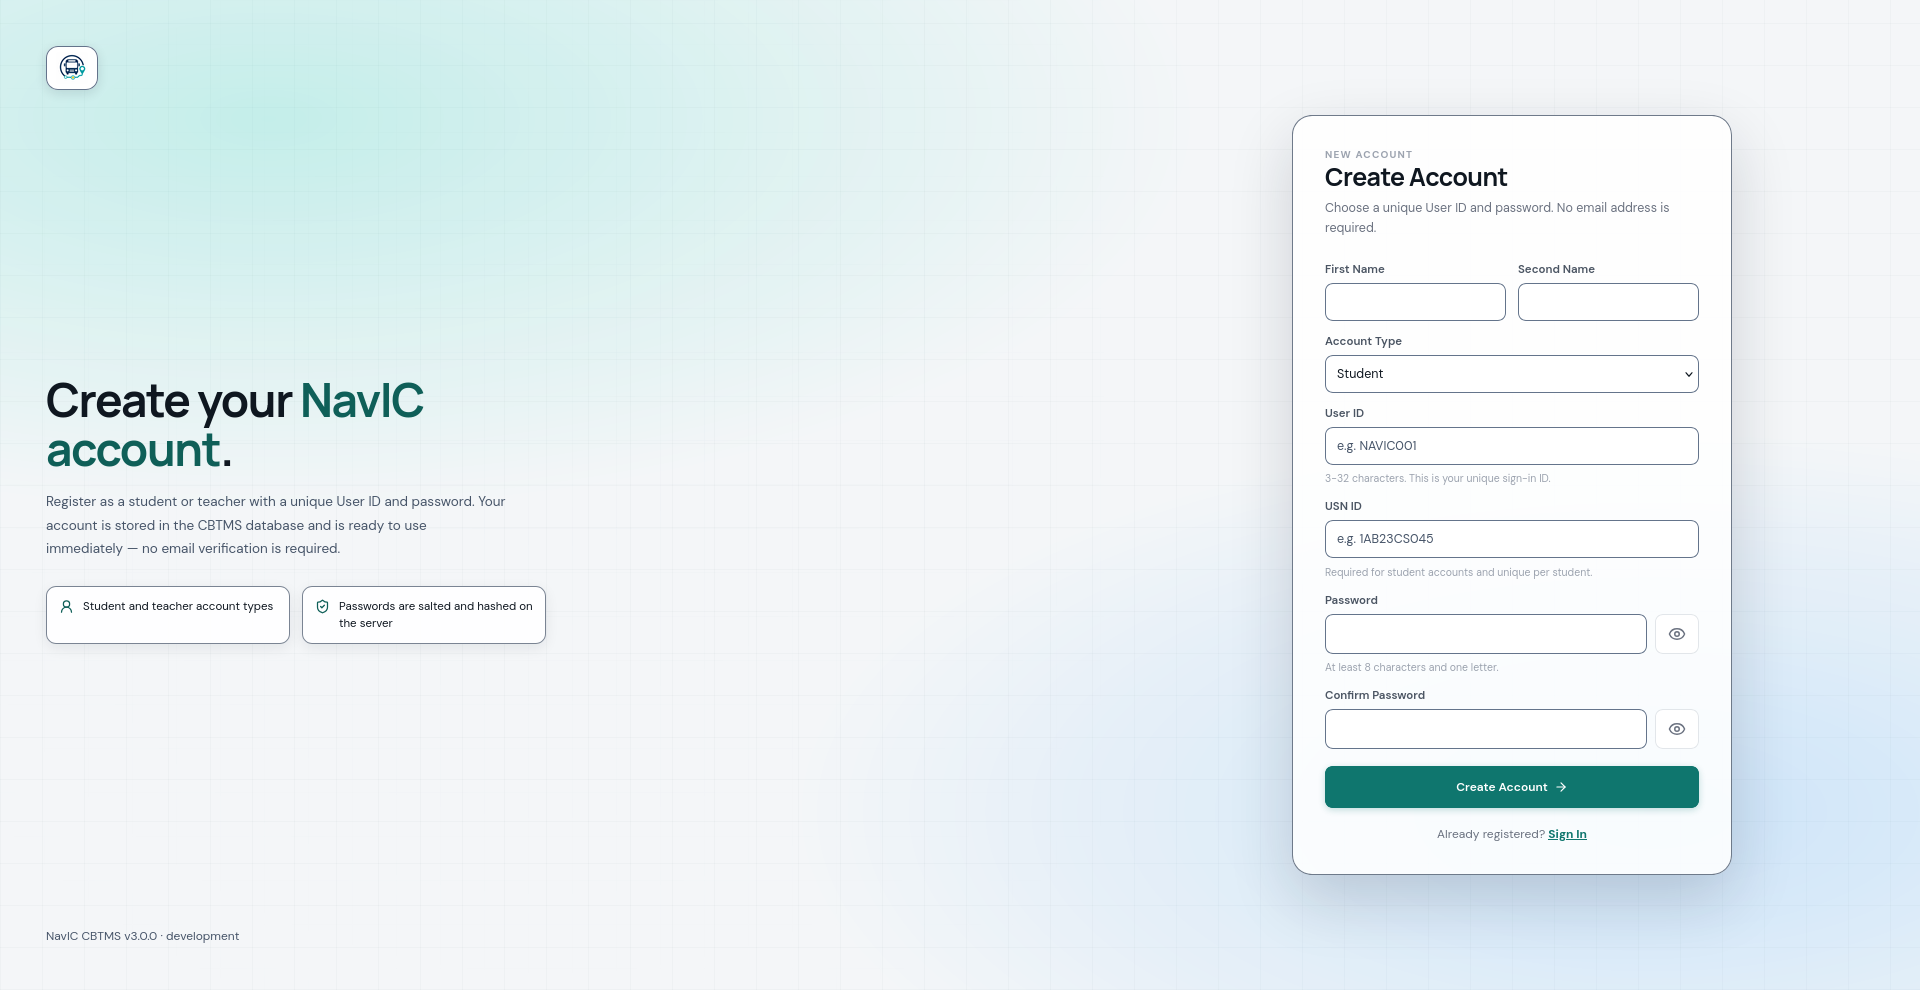 Create your NavIC
account.
Register as a student or teacher with a unique User ID and password. Your
account is stored in the CBTMS database and is ready to use
immediately — no email verification is required.
Student and teacher account types
Passwords are salted and hashed on
the server
NavIC CBTMS v3.0.0 · development
NEW ACCOUNT
Create Account
Choose a unique User ID and password. No email address is
required.
First Name
Second Name
Account Type
Student
User ID
e.g. NAVIC001
3-32 characters. This is your unique sign-in ID.
USN ID
e.g. 1AB23CS045
Required for student accounts and unique per student.
Password
At least 8 characters and one letter.
Confirm Password
Create Account →
Already registered? Sign In